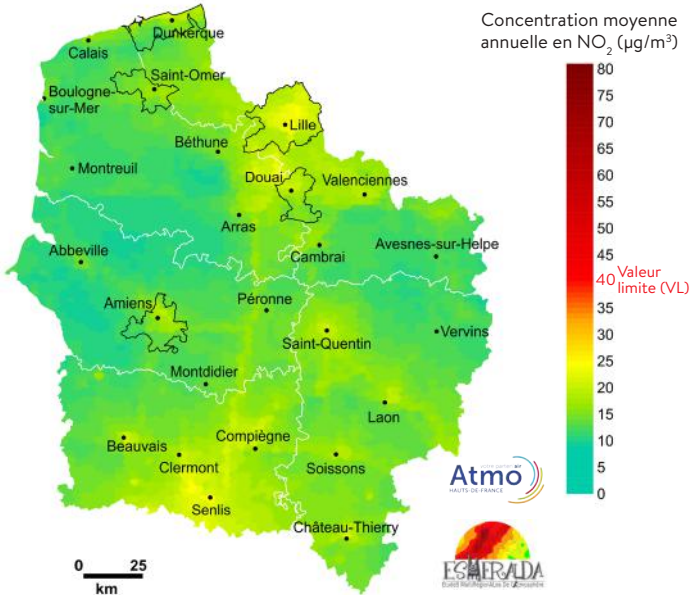 Concentration moyenne
annuelle en NO₂ (µg/m³)
Dunkerque
Calais
Saint-Omer
Boulogne
sur-Mer
Lille
Béthune
Montreuil
Douai
Valenciennes
Arras
Cambrai
Avesnes-sur-Helpe
Abbeville
Amiens
Péronne
Saint-Quentin
Vervins
Montdidier
Laon
Beauvais
Compiègne
Clermont
Soissons
Senlis
Château-Thierry
80
75
70
65
60
55
50
45
40 Valeur
limite (VL)
35
30
25
20
15
10
5
0
Atmo
HAUTS-DE-FRANCE
ESMERALDA
0 25
km